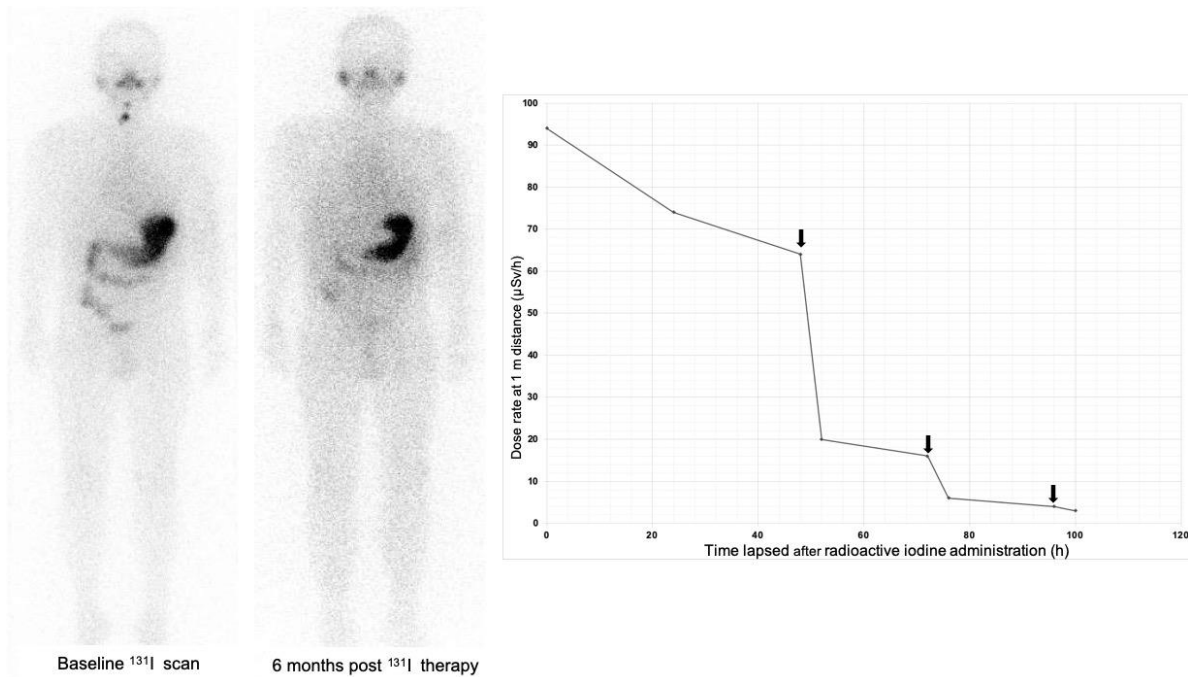 Baseline ¹³¹I scan
6 months post ¹³¹I therapy
Dose rate at 1 m distance (µSv/h)
100
90
80
70
60
50
40
30
20
10
0
0 20 40 60 80 100 120
Time lapsed after radioactive iodine administration (h)